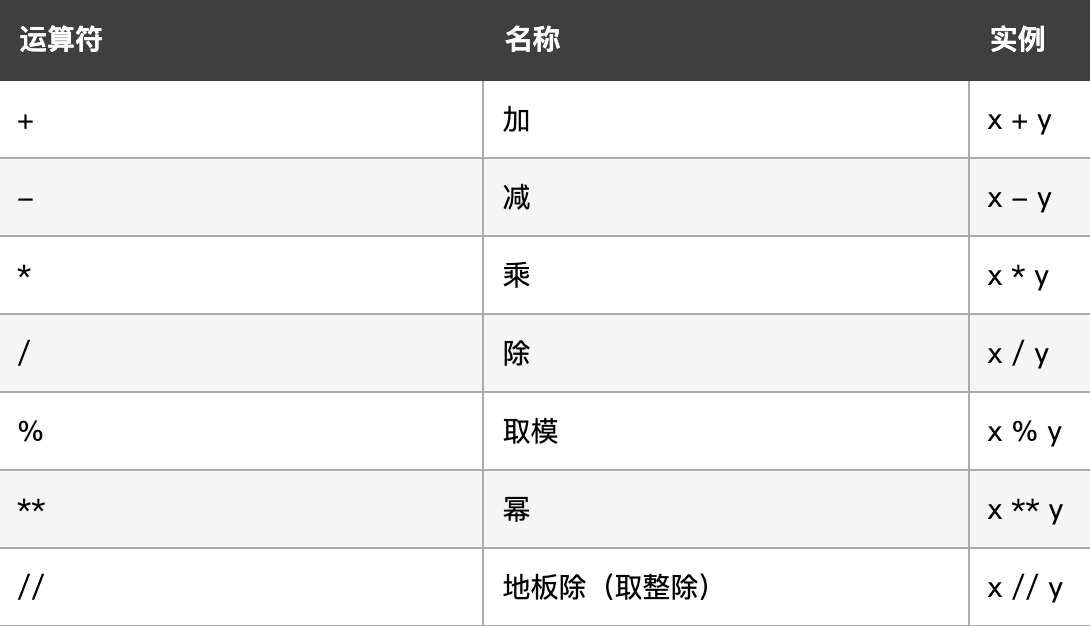 运算符 名称 实例
+ 加 x + y
– 减 x – y
* 乘 x * y
/ 除 x / y
% 取模 x % y
** 幂 x ** y
// 地板除（取整除） x // y